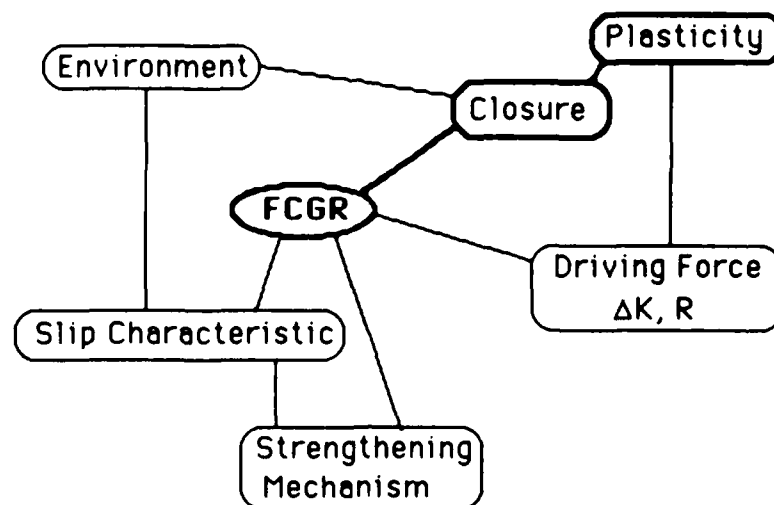 Plasticity
Environment
Closure
FCGR
Driving Force
ΔK, R
Slip Characteristic
Strengthening
Mechanism